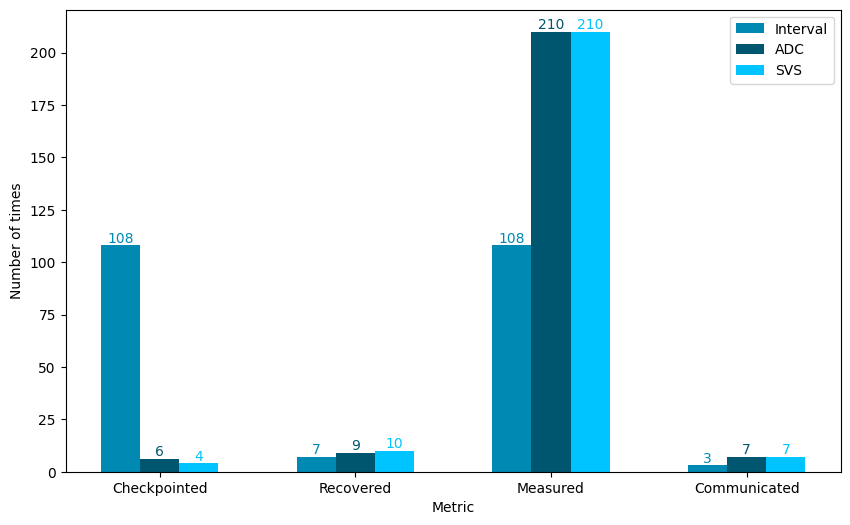 Number of times
200
175
150
125
100
75
50
25
0
108
6
4
7
9
10
108
210
210
3
7
7
Checkpointed
Recovered
Measured
Communicated
Metric
Interval
ADC
SVS